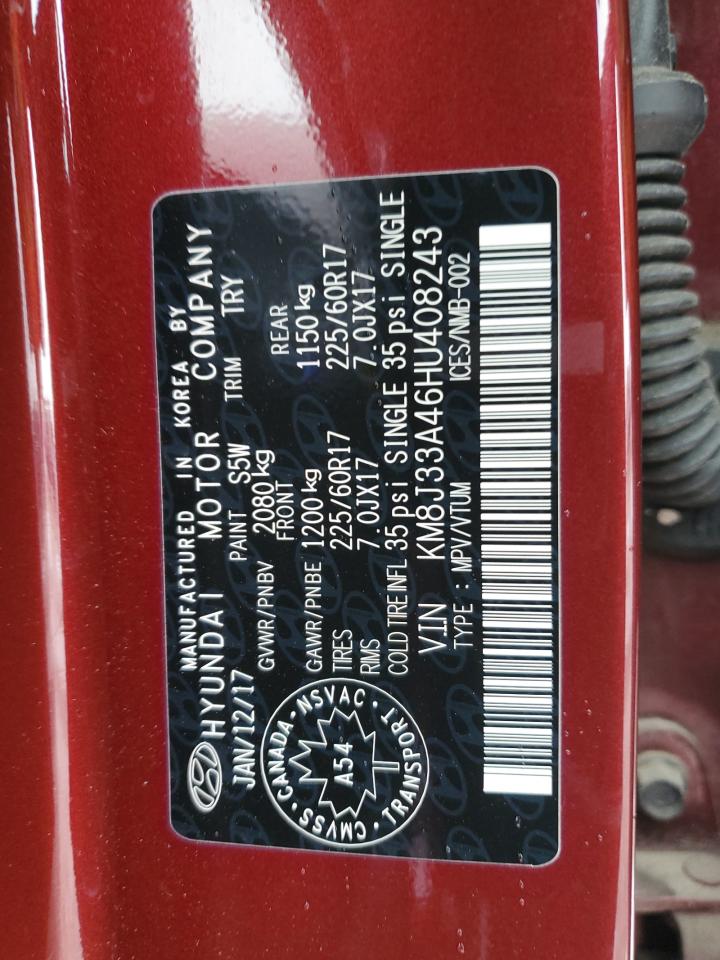 MANUFACTURED IN KOREA BY
HYUNDAI MOTOR COMPANY
JAN/12/17 PAINT S5W TRIM TRY
GVWR/PNBV 2080kg
FRONT REAR
GAWR/PNBE 1200kg 1150kg
TIRES 225/60R17 225/60R17
RIMS 7.0JX17 7.0JX17
COLD TIRE INFL 35 psi SINGLE 35 psi SINGLE
VIN KM8J33A46HU408243
TYPE : MPV/VTUM ICES/NMB-002
CMVSS · CANADA · NSVAC · TRANSPORT ·
A54